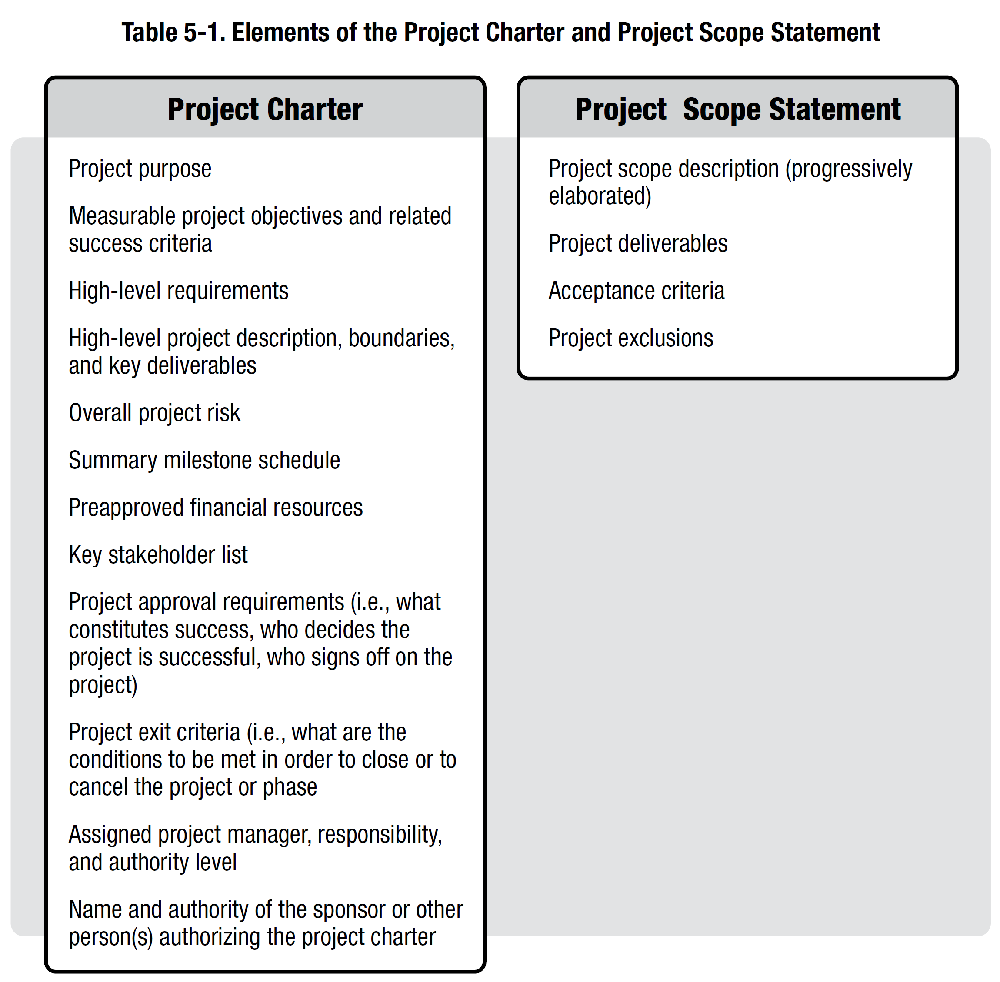 Table 5-1. Elements of the Project Charter and Project Scope Statement
Project Charter
Project purpose
Measurable project objectives and related
success criteria
High-level requirements
High-level project description, boundaries,
and key deliverables
Overall project risk
Summary milestone schedule
Preapproved financial resources
Key stakeholder list
Project approval requirements (i.e., what
constitutes success, who decides the
project is successful, who signs off on the
project)
Project exit criteria (i.e., what are the
conditions to be met in order to close or to
cancel the project or phase
Assigned project manager, responsibility,
and authority level
Name and authority of the sponsor or other
person(s) authorizing the project charter
Project Scope Statement
Project scope description (progressively
elaborated)
Project deliverables
Acceptance criteria
Project exclusions